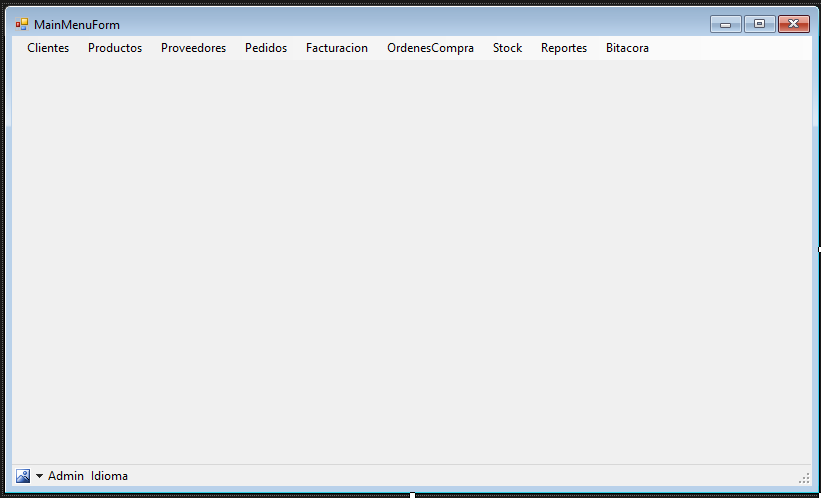 MainMenuForm
Clientes Productos Proveedores Pedidos Facturacion OrdenesCompra Stock Reportes Bitacora
Admin Idioma